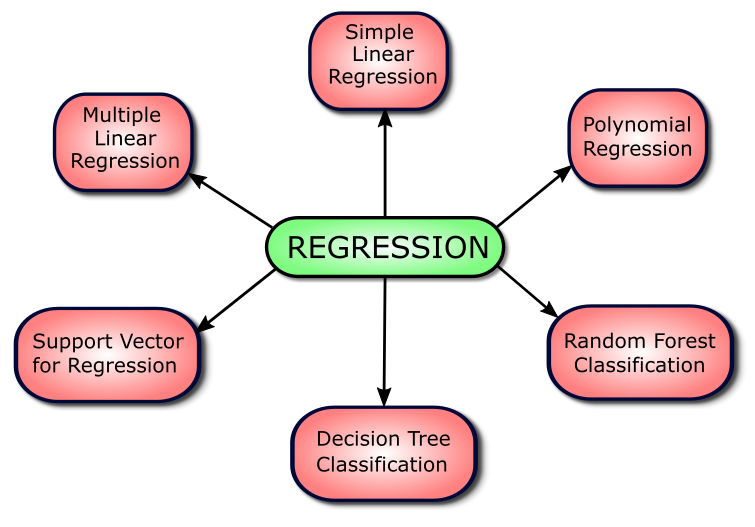 Simple
Linear
Regression
Multiple
Linear
Regression
Polynomial
Regression
REGRESSION
Support Vector
for Regression
Random Forest
Classification
Decision Tree
Classification